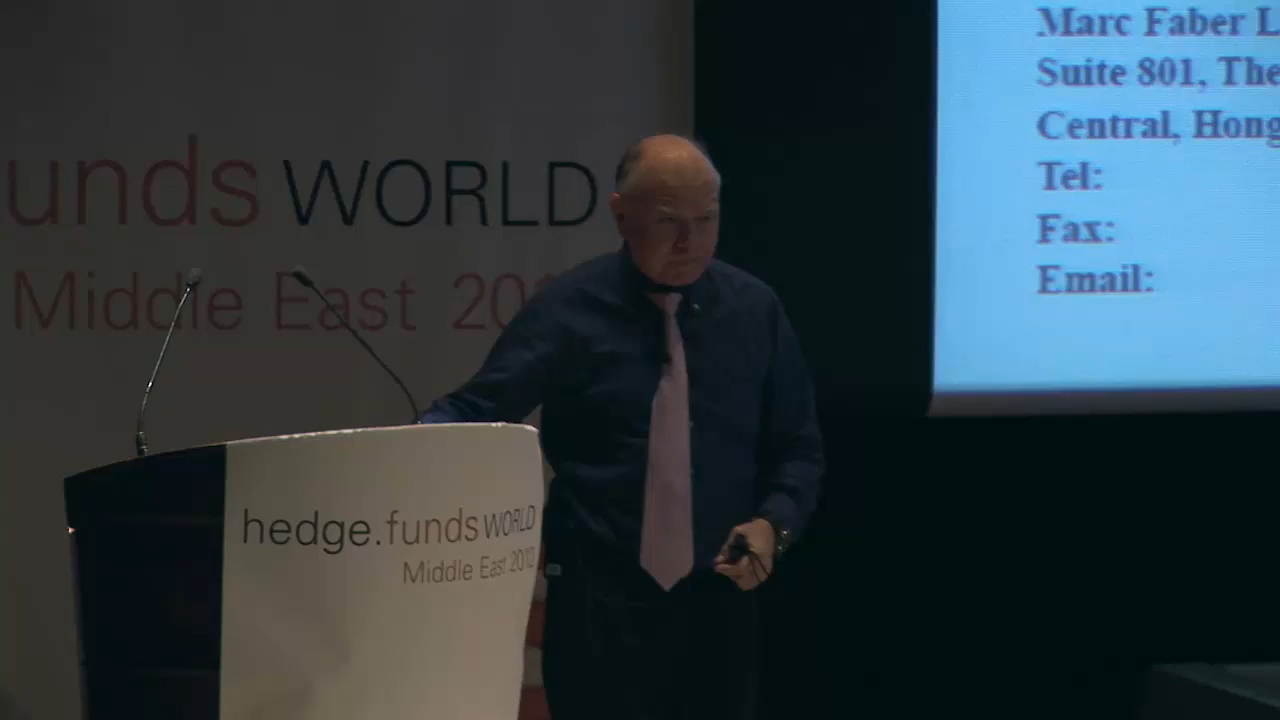 unds WORLD
Middle East 20
hedge.funds WORLD
Middle East 2012
Marc Faber L
Suite 801, The
Central, Hong
Tel:
Fax:
Email: